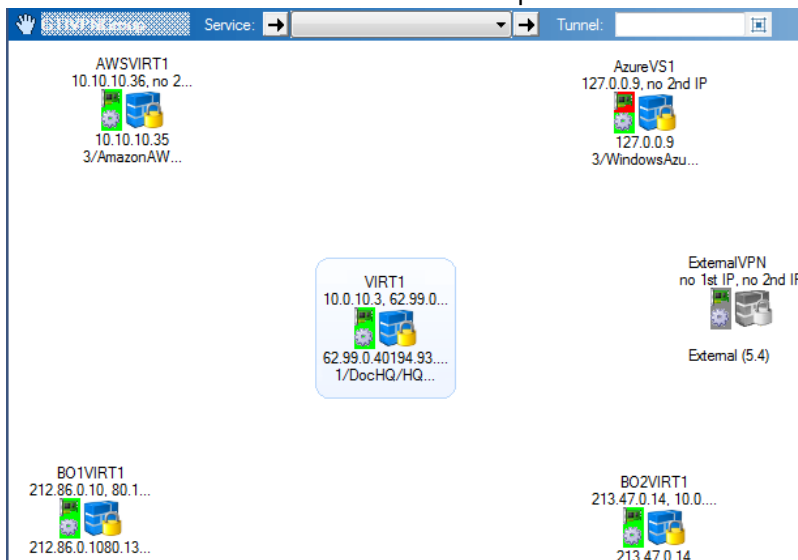 Service:
Tunnel:
AWSVIRT1
10.10.10.36, no 2...
10.10.10.35
3/AmazonAW...
AzureVS1
127.0.0.9, no 2nd IP
127.0.0.9
3/WindowsAzu...
ExternalVPN
no 1st IP, no 2nd IP
External (5.4)
VIRT1
10.0.10.3, 62.99.0...
62.99.0.40194.93....
1/DocHQ/HQ...
BO1VIRT1
212.86.0.10, 80.1...
212.86.0.1080.13...
BO2VIRT1
213.47.0.14, 10.0....
213.47.0.14